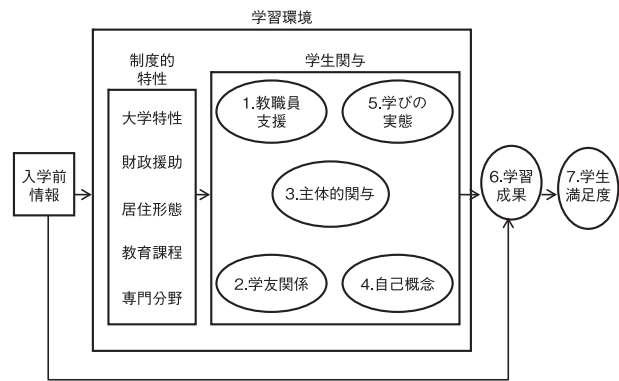 学習環境
制度的
特性
学生関与
大学特性
財政援助
居住形態
教育課程
専門分野
入学前
情報
1.教職員
支援
5.学びの
実態
3.主体的関与
2.学友関係
4.自己概念
6.学習
成果
7.学生
満足度